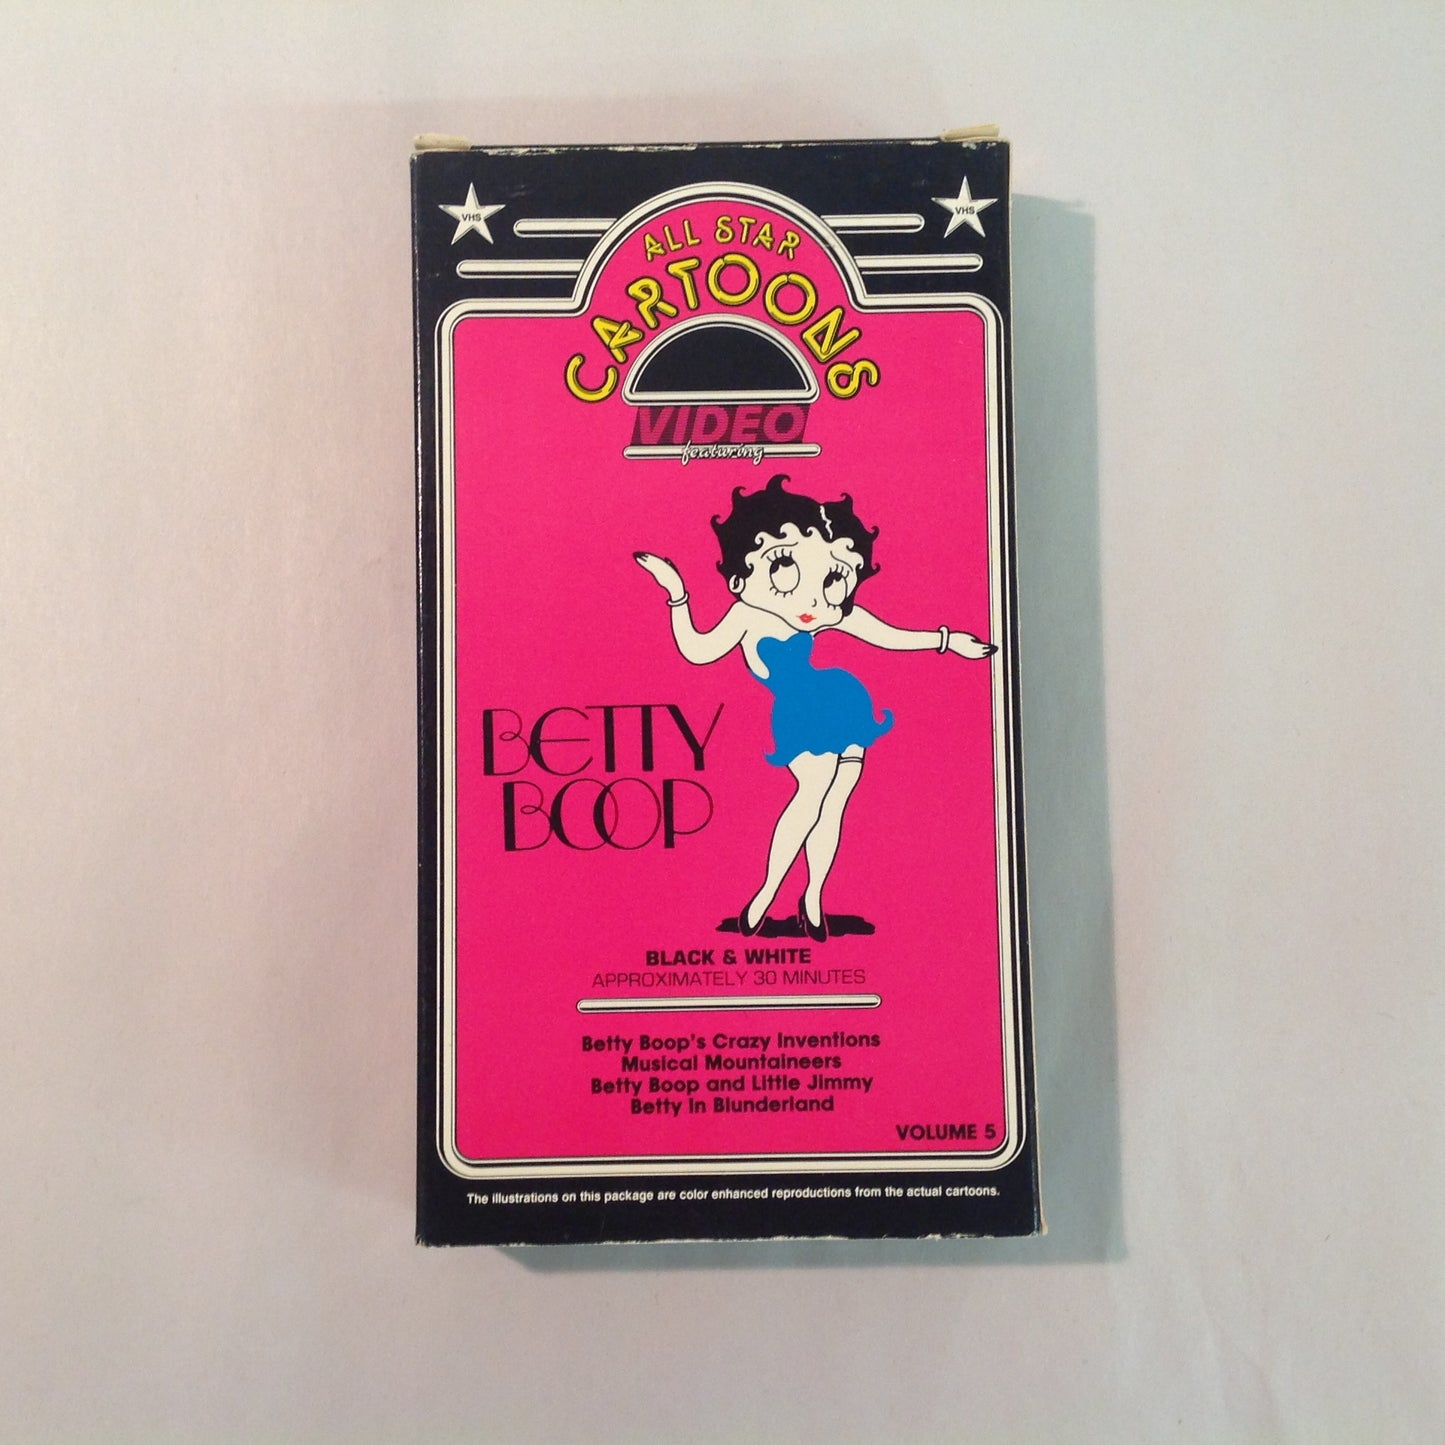 VHS
VHS
ALL STAR
CARTOONS
VIDEO
featuring
BETTY
BOOP
BLACK & WHITE
APPROXIMATELY 30 MINUTES
Betty Boop's Crazy Inventions
Musical Mountaineers
Betty Boop and Little Jimmy
Betty In Blunderland
VOLUME 5
The illustrations on this package are color enhanced reproductions from the actual cartoons.